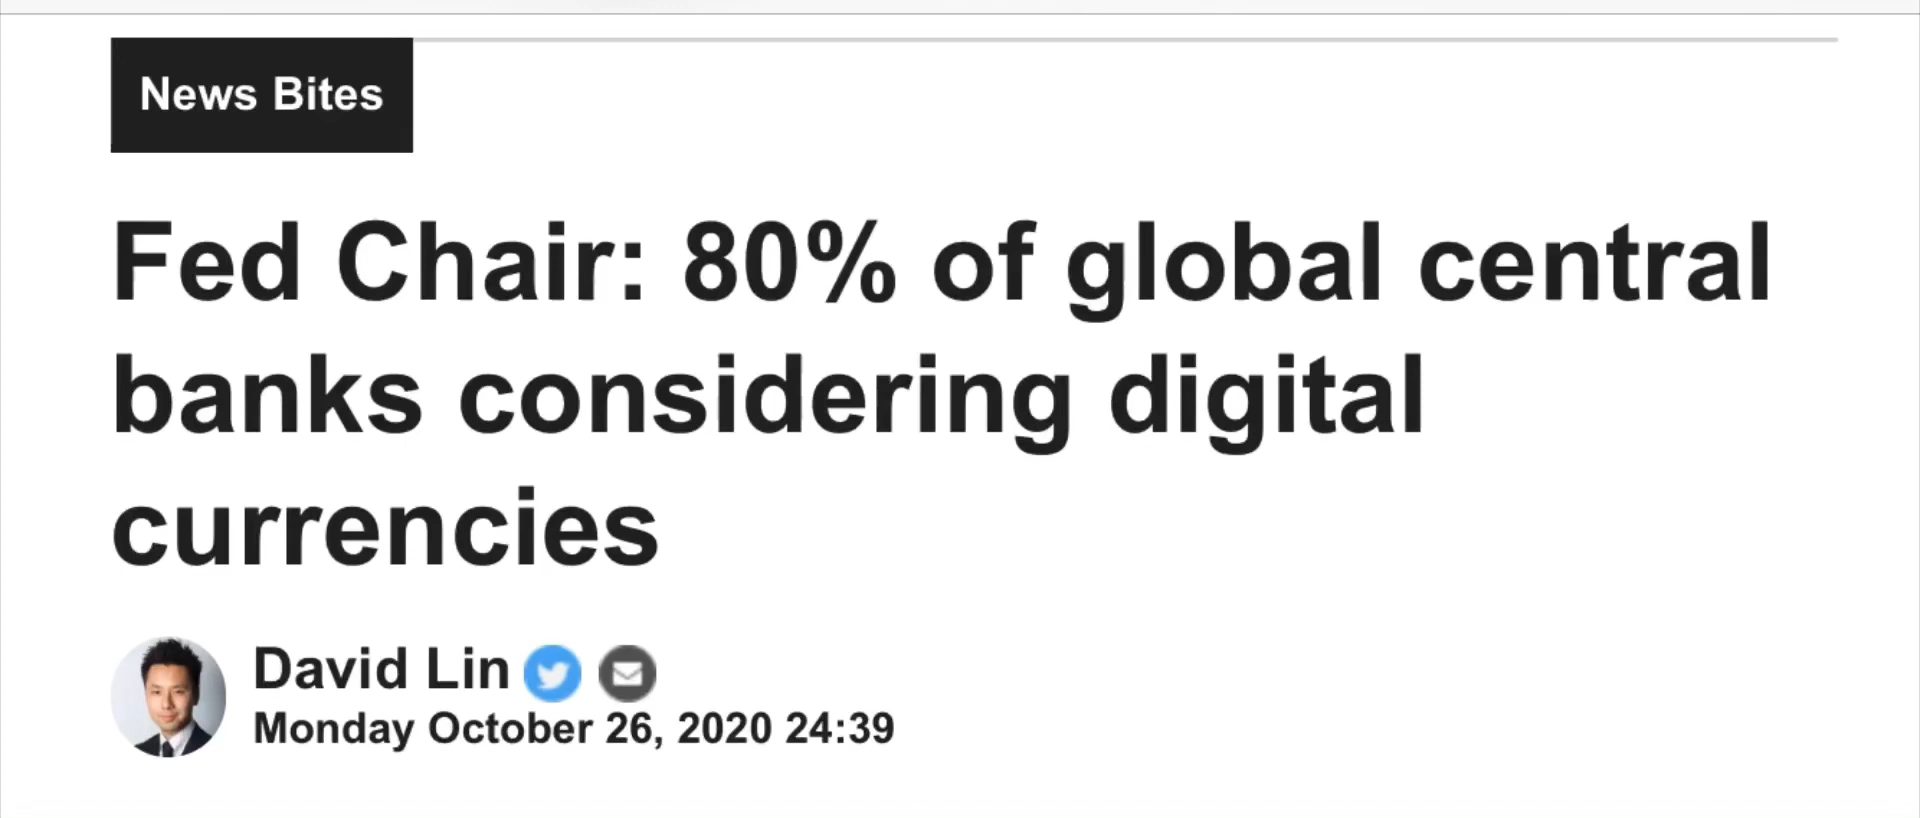 News Bites
Fed Chair: 80% of global central
banks considering digital
currencies
David Lin
Monday October 26, 2020 24:39